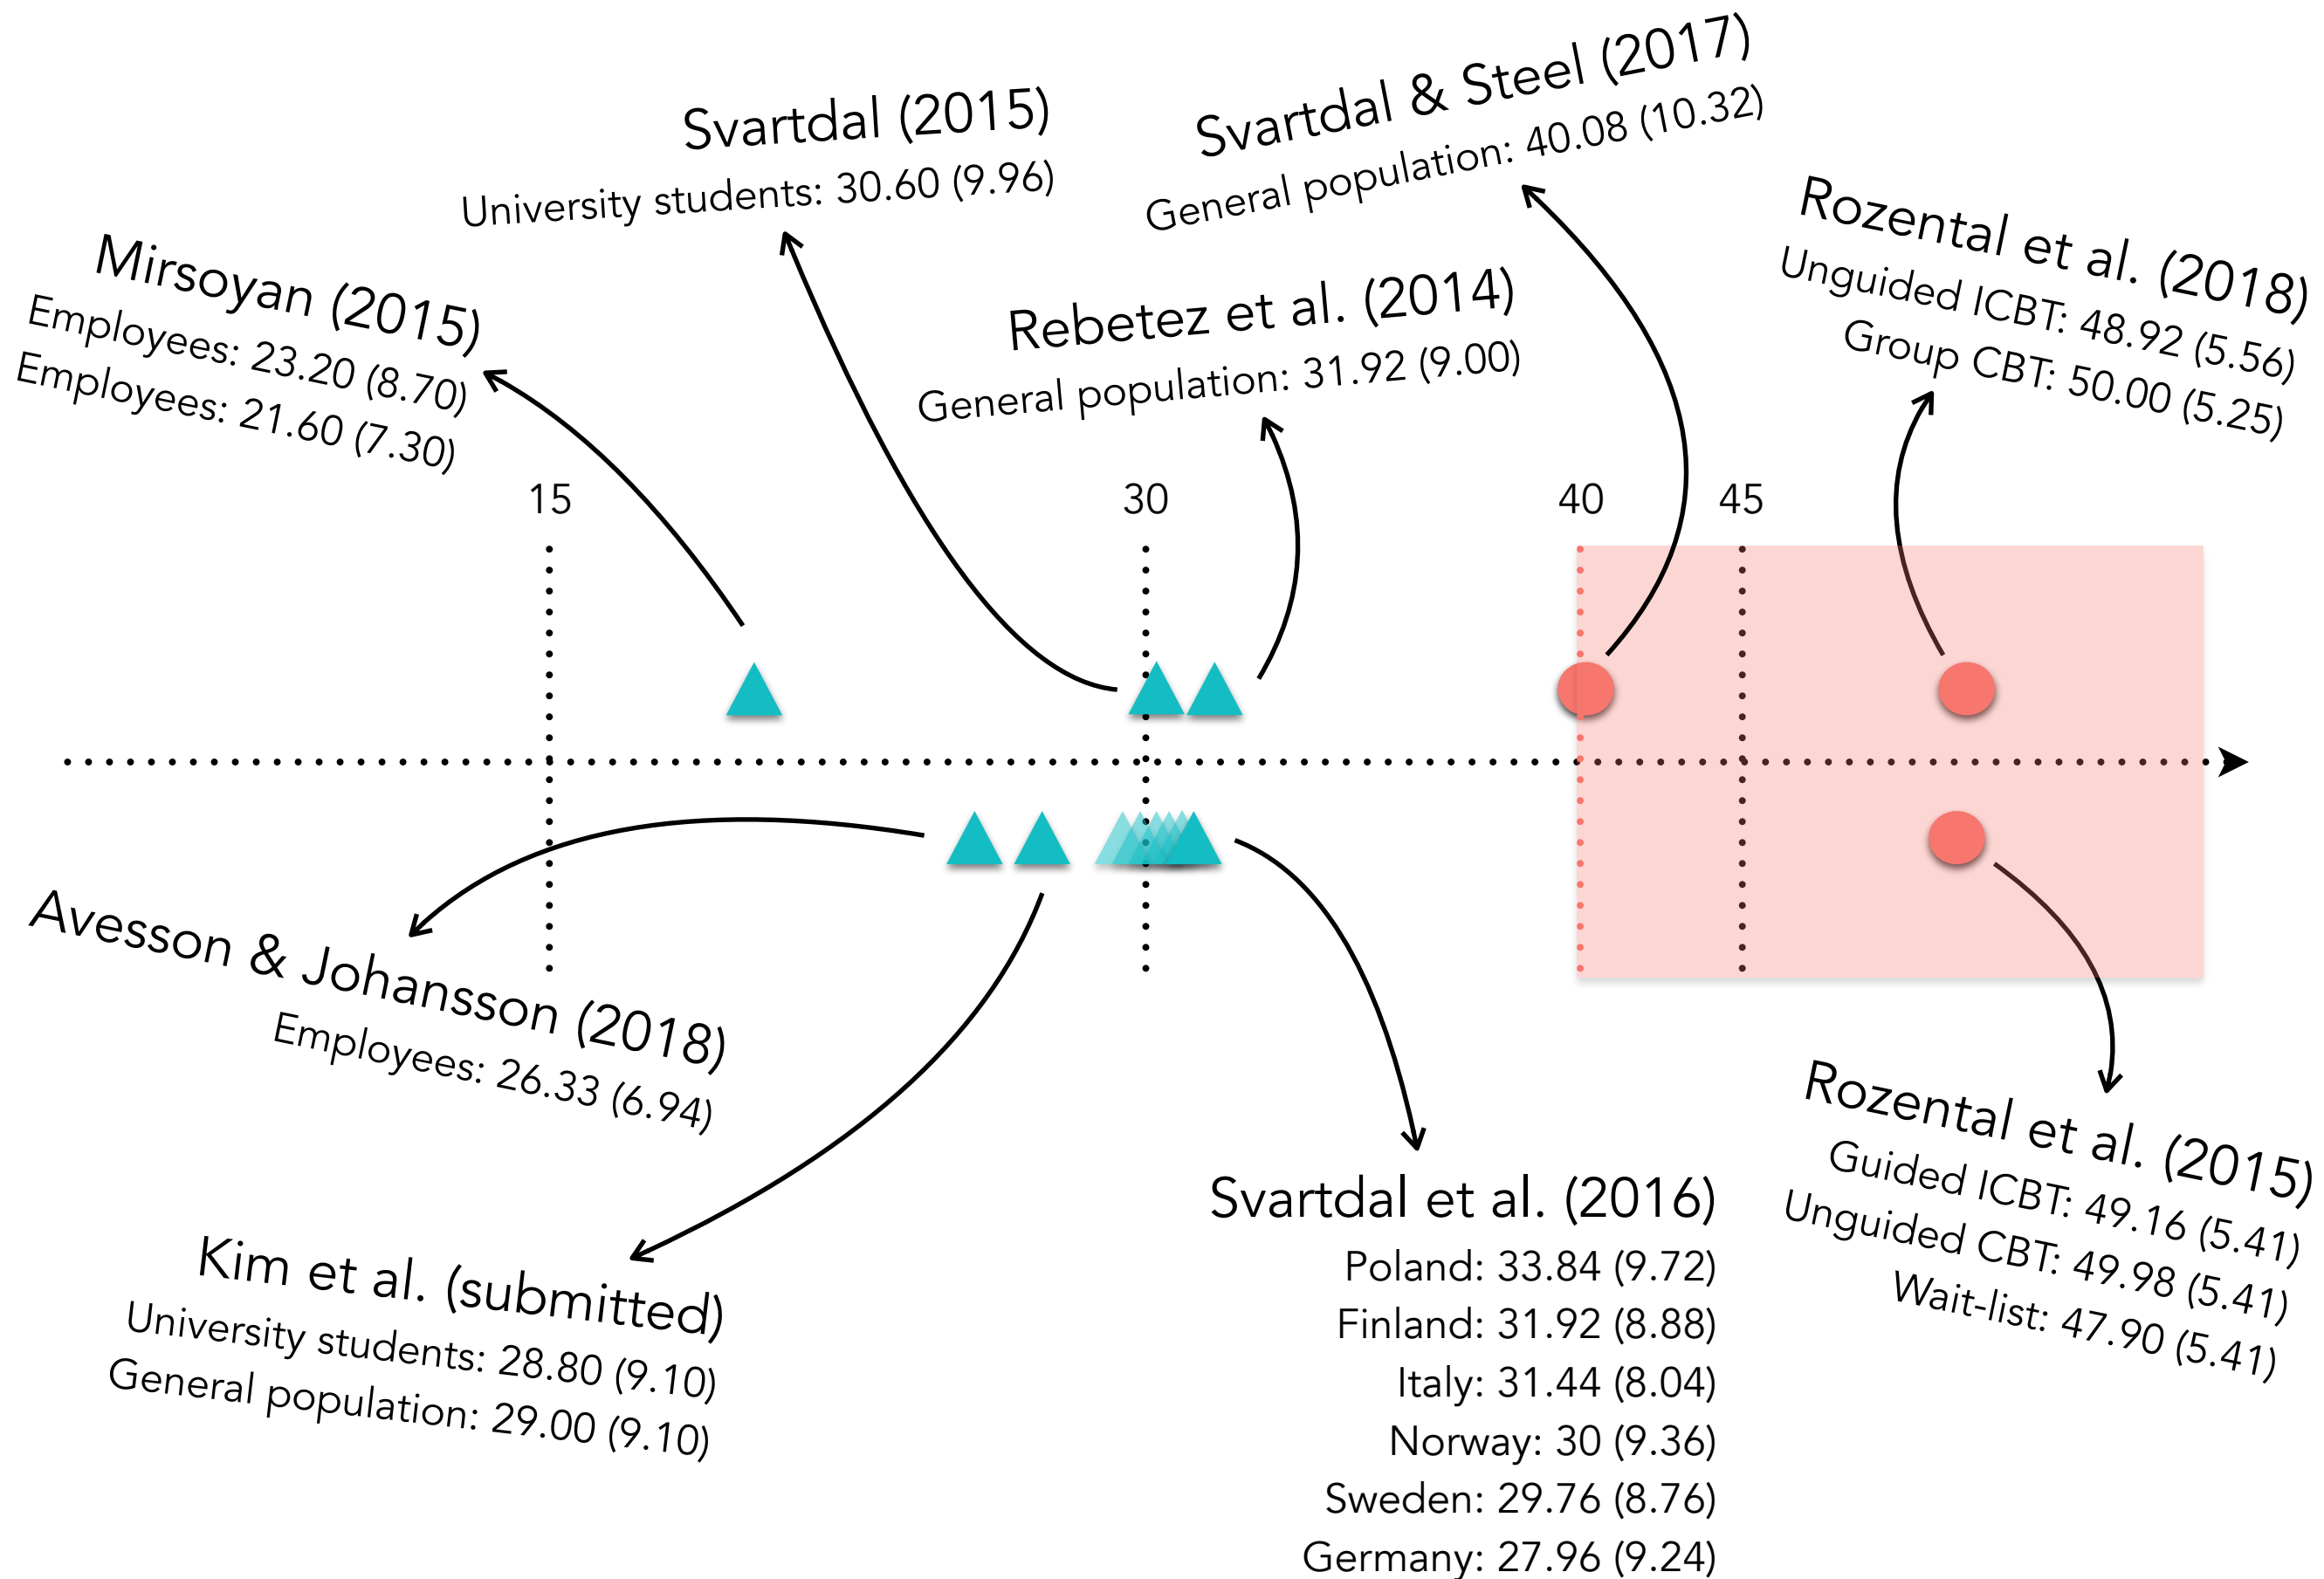 Svartdal & Steel (2017)
General population: 40.08 (10.32)
Svartdal (2015)
University students: 30.60 (9.96)
Rozental et al. (2018)
Unguided ICBT: 48.92 (5.56)
Group CBT: 50.00 (5.25)
Mirsoyan (2015)
Employees: 23.20 (8.70)
Employees: 21.60 (7.30)
Rebetez et al. (2014)
General population: 31.92 (9.00)
15
30
40
45
Avesson & Johansson (2018)
Employees: 26.33 (6.94)
Kim et al. (submitted)
University students: 28.80 (9.10)
General population: 29.00 (9.10)
Svartdal et al. (2016)
Poland: 33.84 (9.72)
Finland: 31.92 (8.88)
Italy: 31.44 (8.04)
Norway: 30 (9.36)
Sweden: 29.76 (8.76)
Germany: 27.96 (9.24)
Rozental et al. (2015)
Guided ICBT: 49.16 (5.41)
Unguided CBT: 49.98 (5.41)
Wait-list: 47.90 (5.41)